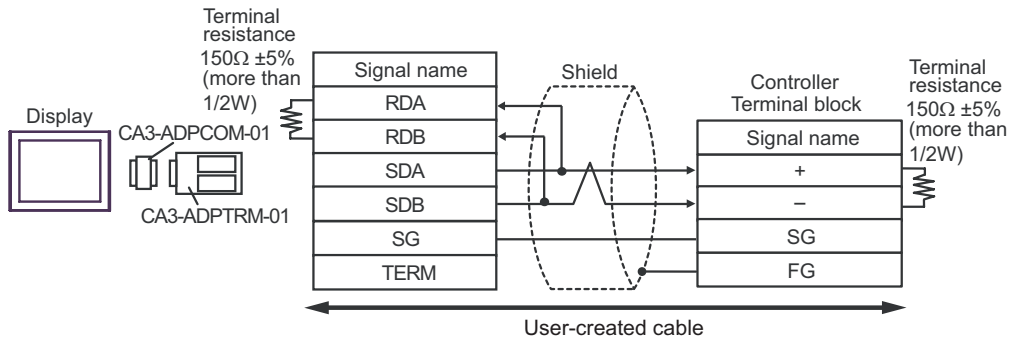 Terminal
resistance
150Ω ±5%
(more than
1/2W)
Display
CA3-ADPCOM-01
CA3-ADPTRM-01
Signal name
RDA
RDB
SDA
SDB
SG
TERM
Shield
Controller
Terminal block
Signal name
+
–
SG
FG
Terminal
resistance
150Ω ±5%
(more than
1/2W)
User-created cable